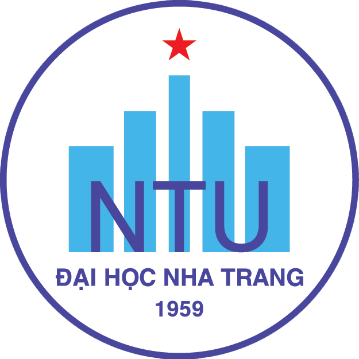 NTU
ĐẠI HỌC NHA TRANG
1959